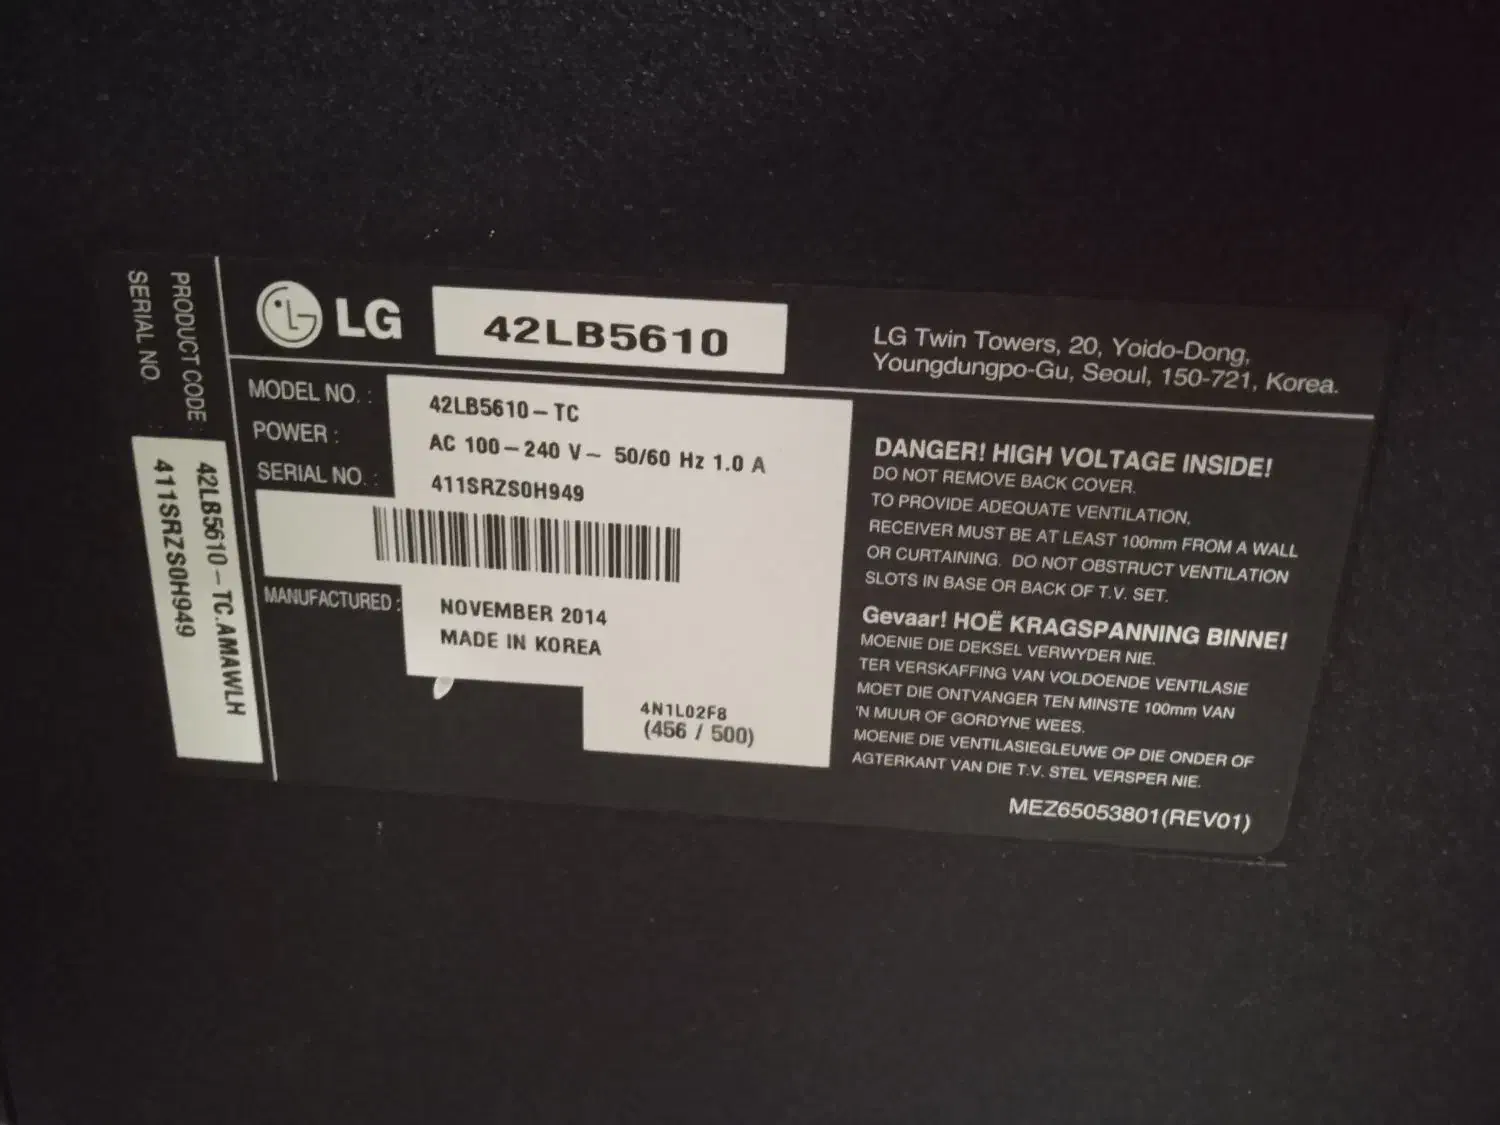 LG
42LB5610
LG Twin Towers, 20, Yoido-Dong,
Youngdungpo-Gu, Seoul, 150-721, Korea.
MODEL NO. : 42LB5610-TC
POWER : AC 100-240 V~ 50/60 Hz 1.0 A
SERIAL NO. : 411SRZS0H949
MANUFACTURED : NOVEMBER 2014
MADE IN KOREA
4N1L02F8
(456 / 500)
DANGER! HIGH VOLTAGE INSIDE!
DO NOT REMOVE BACK COVER.
TO PROVIDE ADEQUATE VENTILATION,
RECEIVER MUST BE AT LEAST 100mm FROM A WALL
OR CURTAINING. DO NOT OBSTRUCT VENTILATION
SLOTS IN BASE OR BACK OF T.V. SET.
Gevaar! HOË KRAGSPANNING BINNE!
MOENIE DIE DEKSEL VERWYDER NIE.
TER VERSKAFFING VAN VOLDOENDE VENTILASIE
MOET DIE ONTVANGER TEN MINSTE 100mm VAN
'N MUUR OF GORDYNE WEES.
MOENIE DIE VENTILASIEGLEUWE OP DIE ONDER OF
AGTERKANT VAN DIE T.V. STEL VERSPER NIE.
MEZ65053801(REV01)
PRODUCT CODE : 42LB5610-TC.AMAWLH
SERIAL NO. : 411SRZS0H949